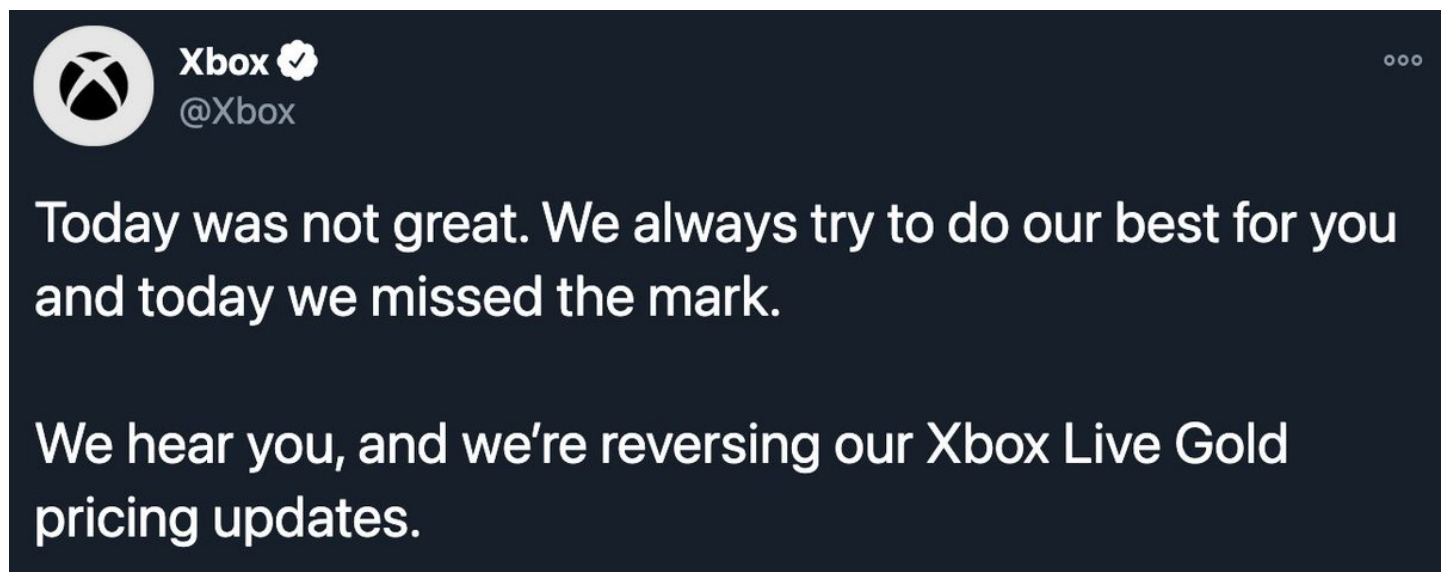 Xbox
@Xbox
Today was not great. We always try to do our best for you
and today we missed the mark.
We hear you, and we’re reversing our Xbox Live Gold
pricing updates.